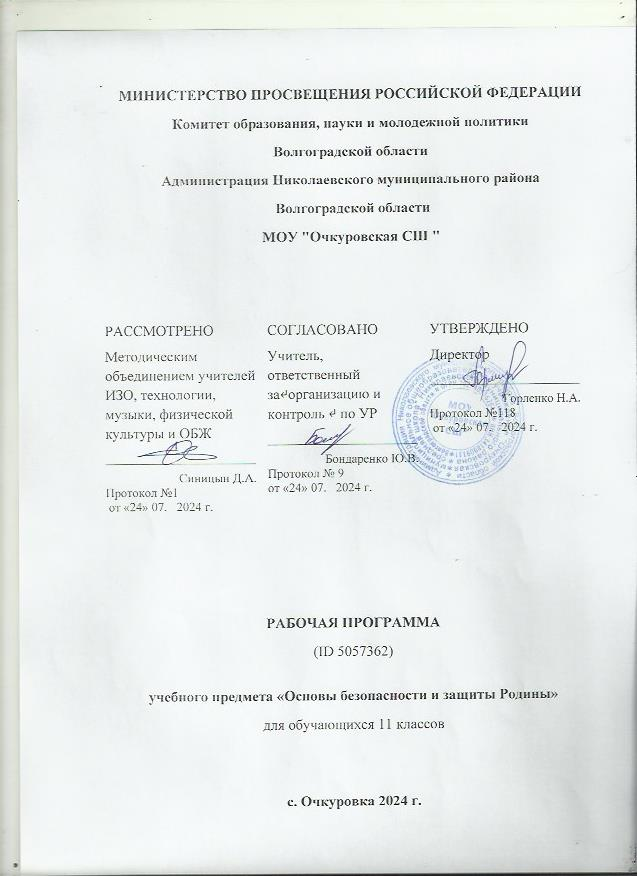 МИНИСТЕРСТВО ПРОСВЕЩЕНИЯ РОССИЙСКОЙ ФЕДЕРАЦИИ
Комитет образования, науки и молодежной политики
Волгоградской области
Администрация Николаевского муниципального района
Волгоградской области
МОУ "Очкуровская СШ "
РАССМОТРЕНО
Методическим
объединением учителей
ИЗО, технологии,
музыки, физической
культуры и ОБЖ
Синицын Д.А.
Протокол №1
от «24» 07. 2024 г.
СОГЛАСОВАНО
Учитель,
ответственный
за↵организацию и
контроль ↵ по УР
Бондаренко Ю.В.
Протокол № 9
от «24» 07. 2024 г.
УТВЕРЖДЕНО
Директор
Горленко Н.А.
Протокол №118
от «24» 07. 2024 г.
МОУ
РАБОЧАЯ ПРОГРАММА
(ID 5057362)
учебного предмета «Основы безопасности и защиты Родины»
для обучающихся 11 классов
с. Очкуровка 2024 г.